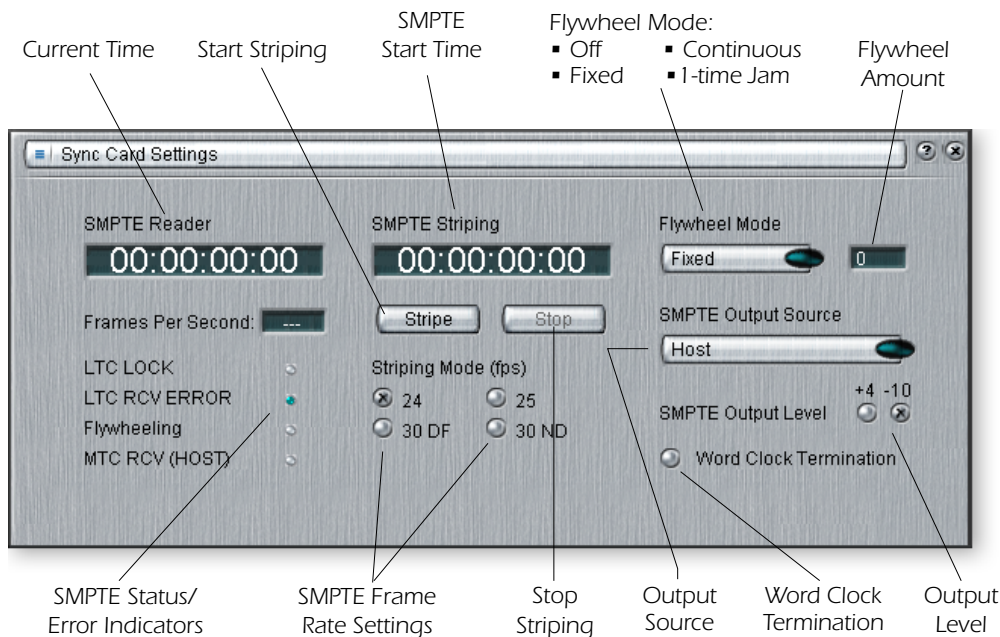 Current Time
Start Striping
SMPTE
Start Time
Flywheel Mode:
▪ Off ▪ Continuous
▪ Fixed ▪ 1-time Jam
Flywheel
Amount
Sync Card Settings ?
SMPTE Reader
00:00:00:00
Frames Per Second: ---
LTC LOCK
LTC RCV ERROR
Flywheeling
MTC RCV (HOST)
SMPTE Striping
00:00:00:00
Stripe Stop
Striping Mode (fps)
24 25
30 DF 30 ND
Flywheel Mode
Fixed 0
SMPTE Output Source
Host
+4 -10
SMPTE Output Level
Word Clock Termination
SMPTE Status/
Error Indicators
SMPTE Frame
Rate Settings
Stop
Striping
Output
Source
Word Clock
Termination
Output
Level